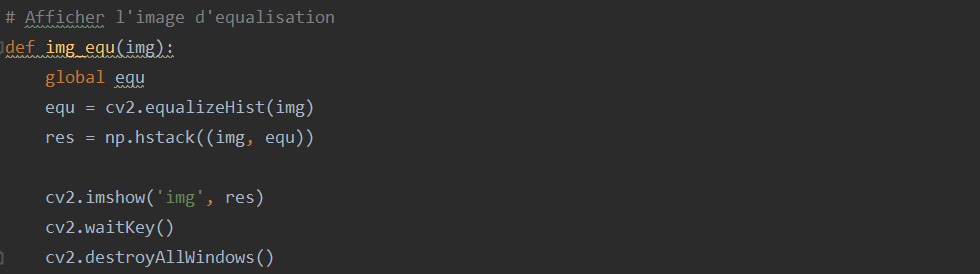 # Afficher l'image d'equalisation
def img_equ(img):
    global equ
    equ = cv2.equalizeHist(img)
    res = np.hstack((img, equ))
    cv2.imshow('img', res)
    cv2.waitKey()
    cv2.destroyAllWindows()